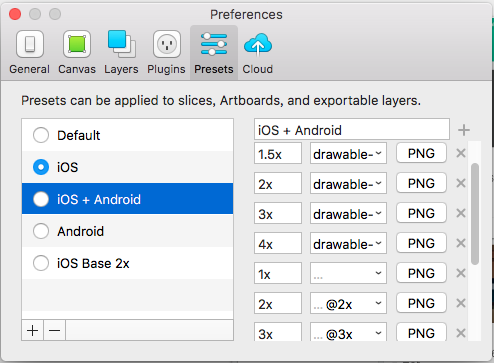 Preferences
General Canvas Layers Plugins Presets Cloud
Presets can be applied to slices, Artboards, and exportable layers.
Default
iOS
iOS + Android
Android
iOS Base 2x
+ −
iOS + Android +
1.5x drawable- PNG ×
2x drawable- PNG ×
3x drawable- PNG ×
4x drawable- PNG ×
1x ... PNG ×
2x ... @2x PNG ×
3x ... @3x PNG ×